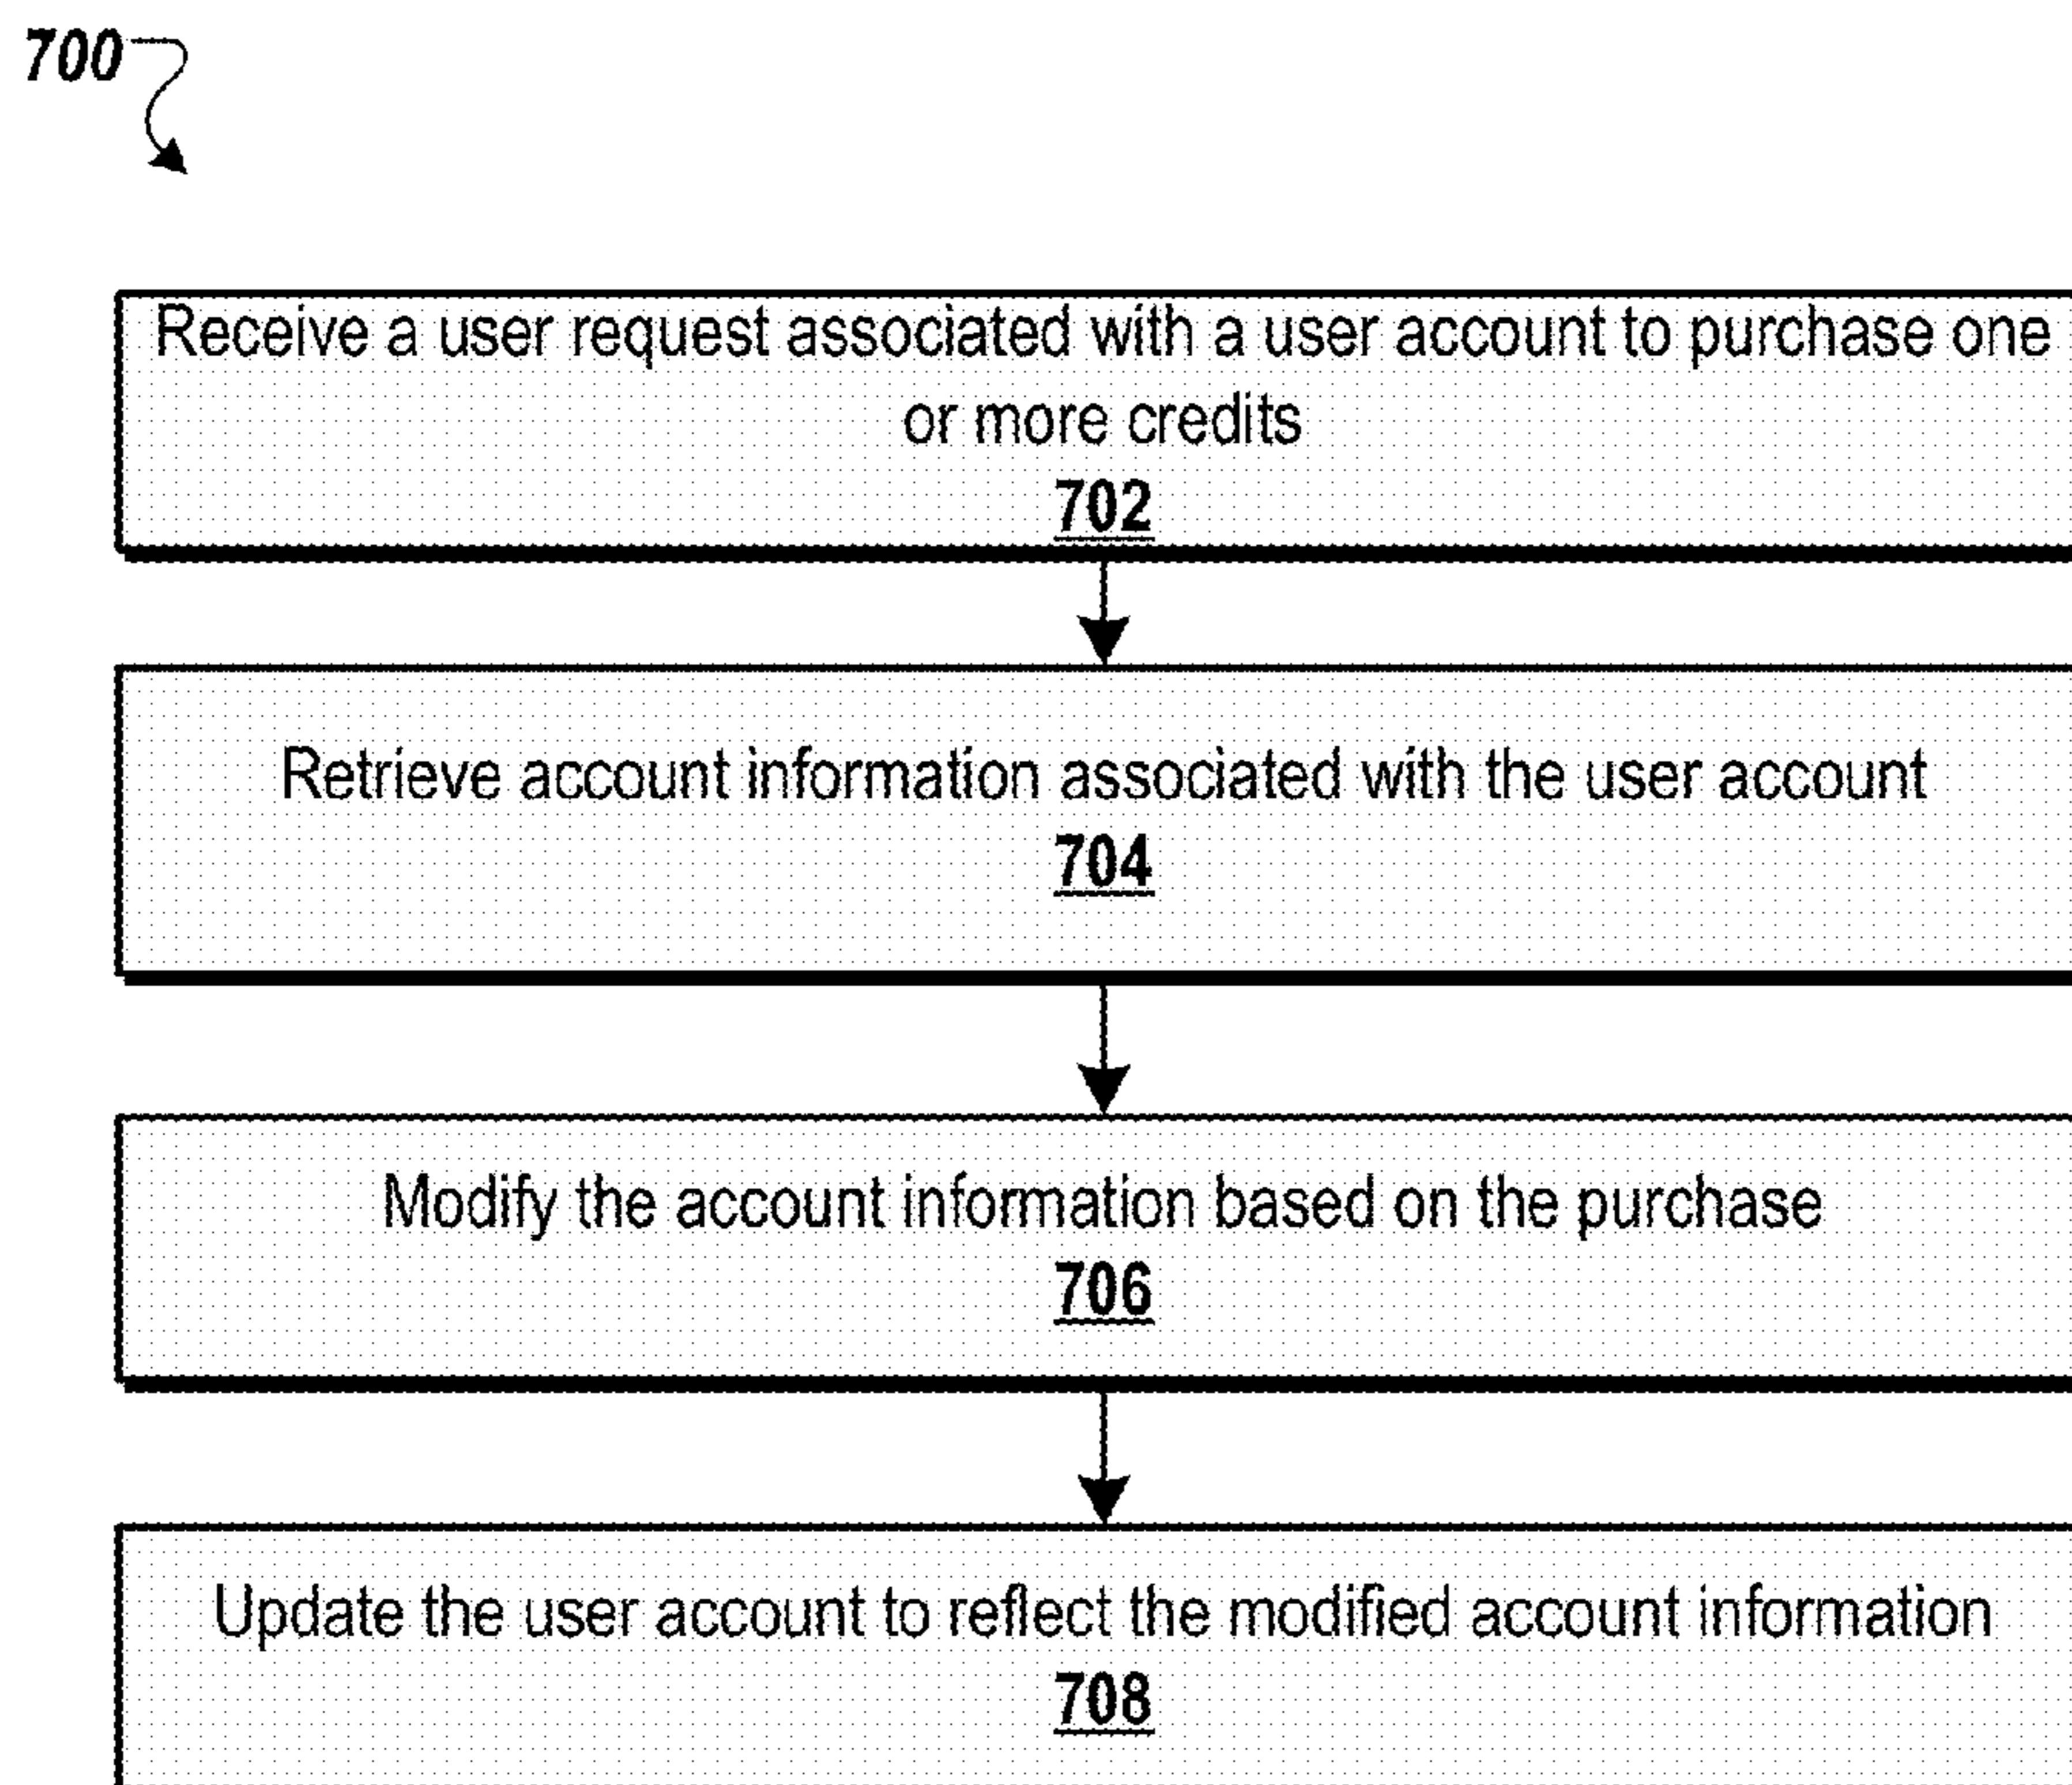 700
Receive a user request associated with a user account to purchase one
or more credits
702
Retrieve account information associated with the user account
704
Modify the account information based on the purchase
706
Update the user account to reflect the modified account information
708